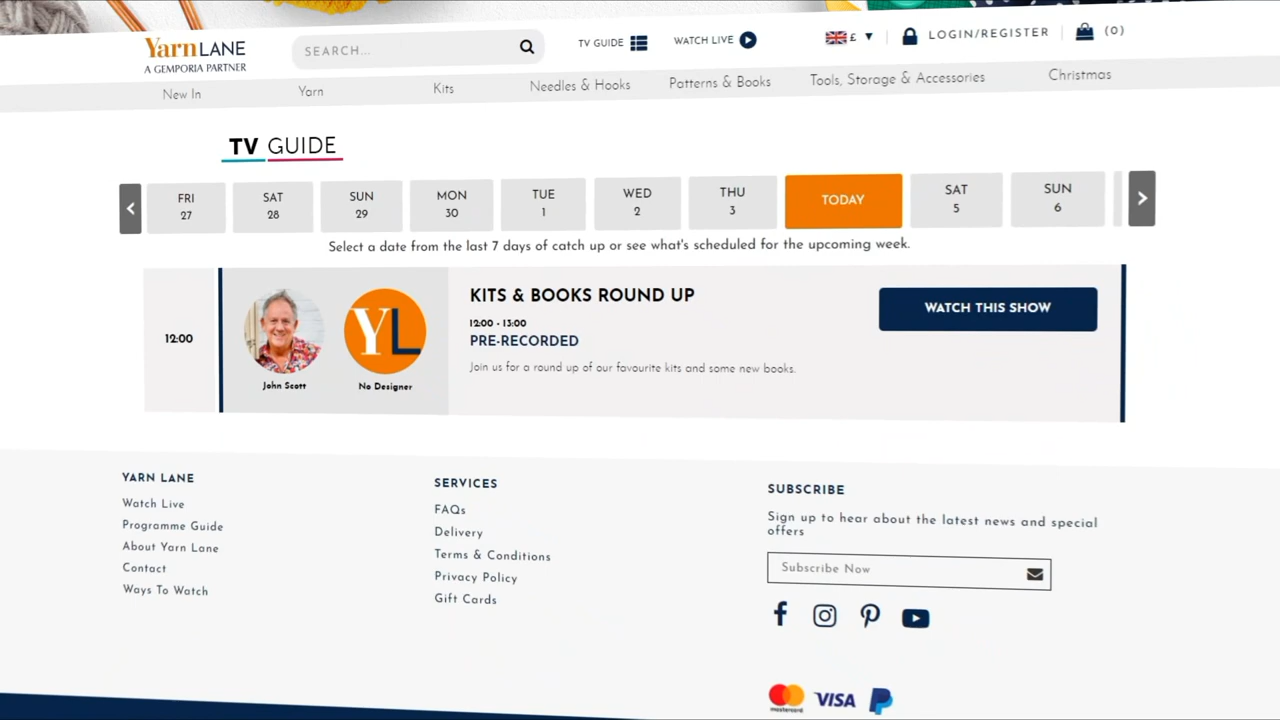 Yarn LANE
A GEMPORIA PARTNER
SEARCH...
TV GUIDE
WATCH LIVE
£
LOGIN/REGISTER
(0)
New In
Yarn
Kits
Needles & Hooks
Patterns & Books
Tools, Storage & Accessories
Christmas
TV GUIDE
FRI
27
SAT
28
SUN
29
MON
30
TUE
1
WED
2
THU
3
TODAY
SAT
5
SUN
6
Select a date from the last 7 days of catch up or see what's scheduled for the upcoming week.
12:00
YL
John Scott
No Designer
KITS & BOOKS ROUND UP
12:00 - 13:00
PRE-RECORDED
Join us for a round up of our favourite kits and some new books.
WATCH THIS SHOW
YARN LANE
Watch Live
Programme Guide
About Yarn Lane
Contact
Ways To Watch
SERVICES
FAQs
Delivery
Terms & Conditions
Privacy Policy
Gift Cards
SUBSCRIBE
Sign up to hear about the latest news and special
offers
Subscribe Now
mastercard
VISA